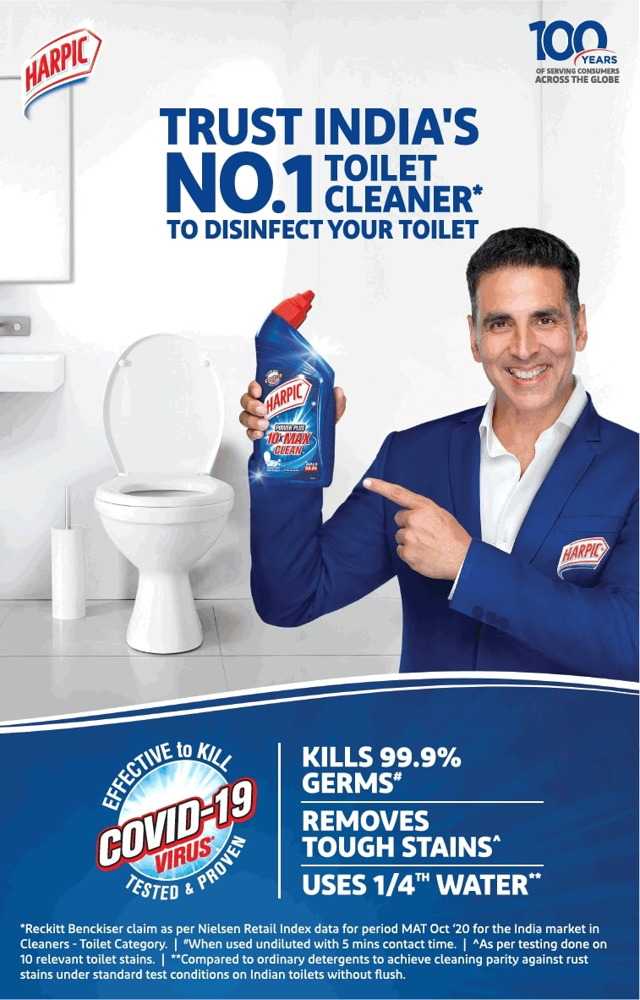 HARPIC
100
YEARS
OF SERVING CONSUMERS
ACROSS THE GLOBE
TRUST INDIA'S
NO.1 TOILET
CLEANER*
TO DISINFECT YOUR TOILET
HARPIC
POWER PLUS
10xMAX
CLEAN
KILLS
99.9%
ORIGINAL
HARPIC
EFFECTIVE to KILL
COVID-19
VIRUS*
TESTED & PROVEN
KILLS 99.9%
GERMS#
REMOVES
TOUGH STAINS^
USES 1/4TH WATER**
*Reckitt Benckiser claim as per Nielsen Retail Index data for period MAT Oct ‘20 for the India market in
Cleaners - Toilet Category. | #When used undiluted with 5 mins contact time. | ^As per testing done on
10 relevant toilet stains. | **Compared to ordinary detergents to achieve cleaning parity against rust
stains under standard test conditions on Indian toilets without flush.